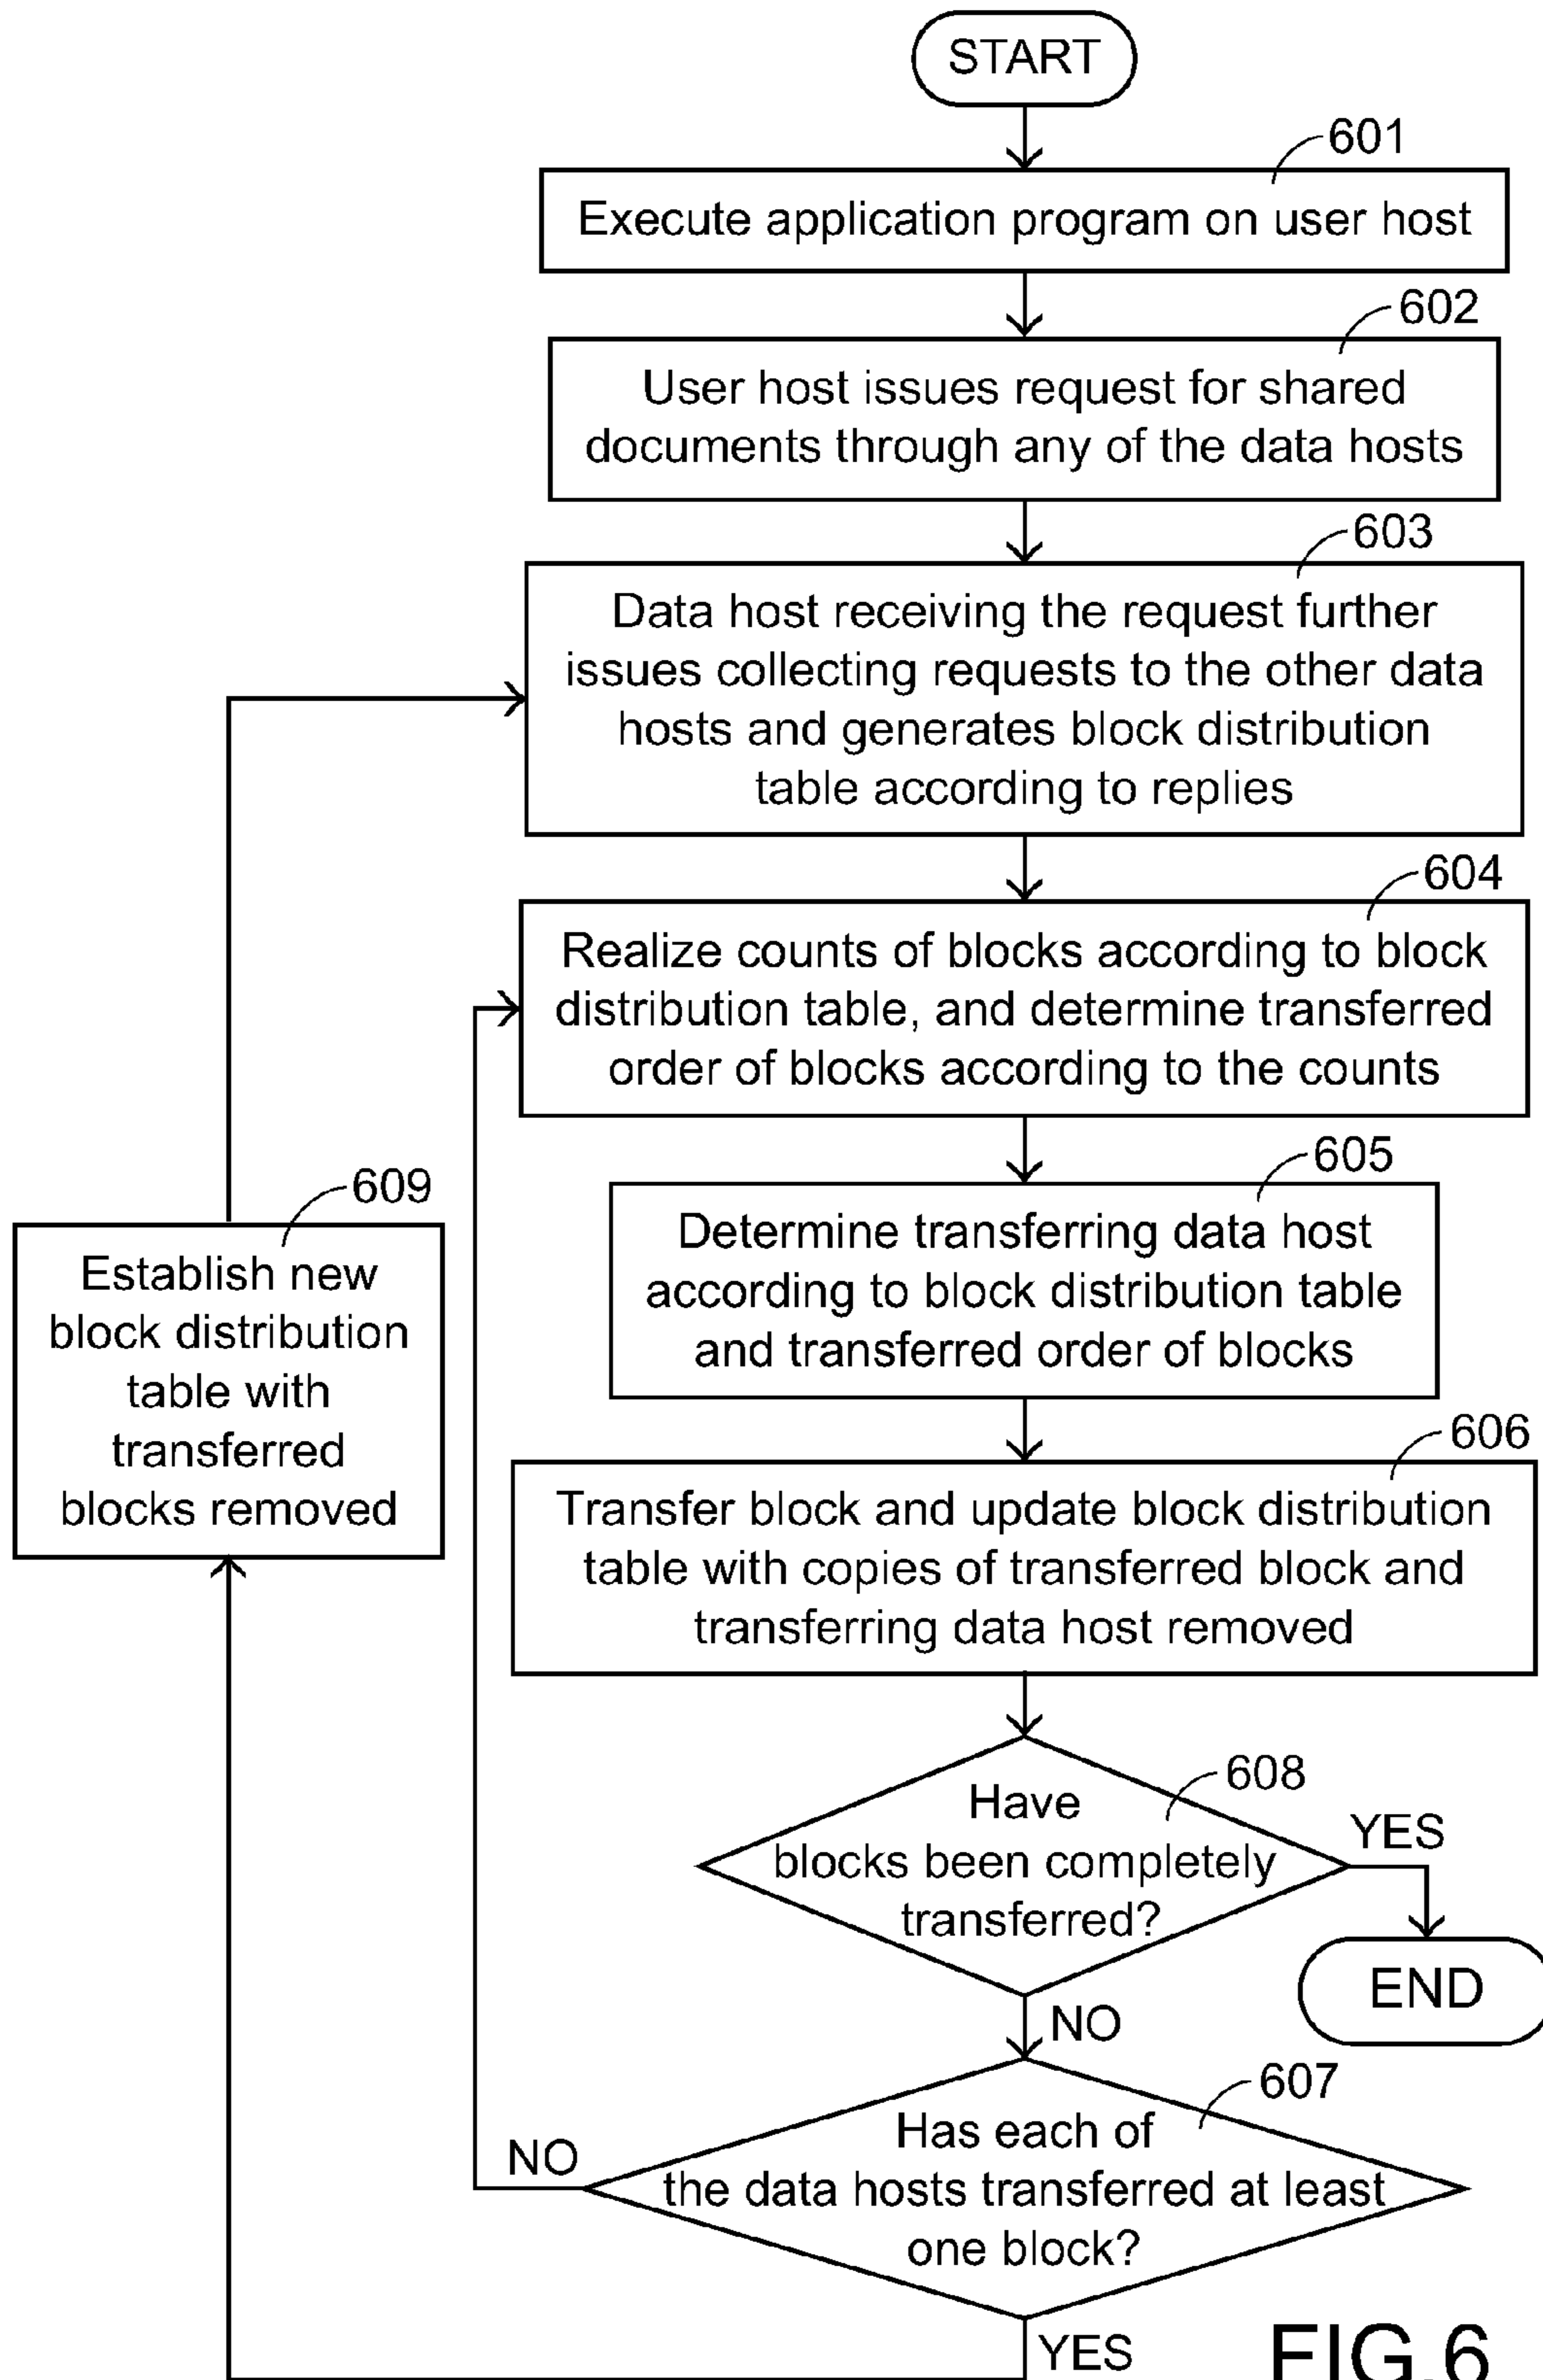 START
601
Execute application program on user host
602
User host issues request for shared
documents through any of the data hosts
603
Data host receiving the request further
issues collecting requests to the other data
hosts and generates block distribution
table according to replies
604
Realize counts of blocks according to block
distribution table, and determine transferred
order of blocks according to the counts
605
Determine transferring data host
according to block distribution table
and transferred order of blocks
609
Establish new
block distribution
table with
transferred
blocks removed
606
Transfer block and update block distribution
table with copies of transferred block and
transferring data host removed
608
Have
blocks been completely
transferred?
YES
END
NO
607
Has each of
the data hosts transferred at least
one block?
NO
YES
FIG.6